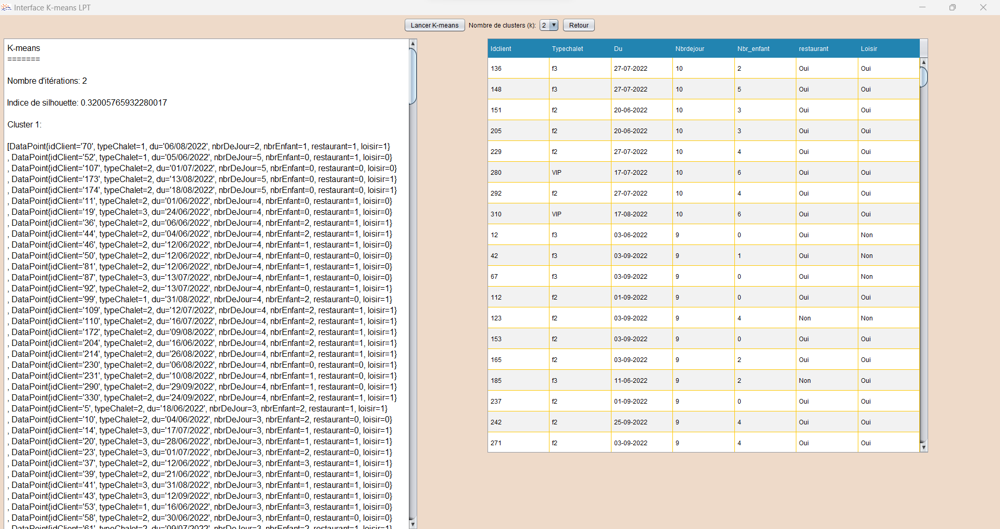 Interface K-means LPT
Lancer K-means Nombre de clusters (k): 2 Retour
K-means
=======
Nombre d'itérations: 2
Indice de silhouette: 0.32005765932280017
Cluster 1:
[DataPoint{idClient='70', typeChalet=1, du='06/08/2022', nbrDeJour=2, nbrEnfant=1, restaurant=1, loisir=1}
, DataPoint{idClient='52', typeChalet=1, du='05/06/2022', nbrDeJour=5, nbrEnfant=0, restaurant=1, loisir=0}
, DataPoint{idClient='107', typeChalet=2, du='01/07/2022', nbrDeJour=5, nbrEnfant=0, restaurant=0, loisir=0}
, DataPoint{idClient='173', typeChalet=2, du='13/08/2022', nbrDeJour=5, nbrEnfant=0, restaurant=0, loisir=1}
, DataPoint{idClient='174', typeChalet=2, du='18/08/2022', nbrDeJour=5, nbrEnfant=0, restaurant=0, loisir=1}
, DataPoint{idClient='11', typeChalet=2, du='01/06/2022', nbrDeJour=4, nbrEnfant=0, restaurant=1, loisir=0}
, DataPoint{idClient='19', typeChalet=3, du='24/06/2022', nbrDeJour=4, nbrEnfant=0, restaurant=1, loisir=0}
, DataPoint{idClient='36', typeChalet=2, du='06/06/2022', nbrDeJour=4, nbrEnfant=2, restaurant=1, loisir=1}
, DataPoint{idClient='44', typeChalet=2, du='04/06/2022', nbrDeJour=4, nbrEnfant=2, restaurant=1, loisir=1}
, DataPoint{idClient='46', typeChalet=2, du='12/06/2022', nbrDeJour=4, nbrEnfant=1, restaurant=1, loisir=0}
, DataPoint{idClient='50', typeChalet=2, du='12/06/2022', nbrDeJour=4, nbrEnfant=0, restaurant=0, loisir=0}
, DataPoint{idClient='81', typeChalet=2, du='12/06/2022', nbrDeJour=4, nbrEnfant=1, restaurant=1, loisir=0}
, DataPoint{idClient='87', typeChalet=3, du='13/07/2022', nbrDeJour=4, nbrEnfant=1, restaurant=0, loisir=0}
, DataPoint{idClient='92', typeChalet=2, du='13/07/2022', nbrDeJour=4, nbrEnfant=0, restaurant=1, loisir=1}
, DataPoint{idClient='99', typeChalet=1, du='31/08/2022', nbrDeJour=4, nbrEnfant=2, restaurant=0, loisir=1}
, DataPoint{idClient='109', typeChalet=2, du='12/07/2022', nbrDeJour=4, nbrEnfant=2, restaurant=1, loisir=1}
, DataPoint{idClient='110', typeChalet=2, du='16/07/2022', nbrDeJour=4, nbrEnfant=2, restaurant=1, loisir=1}
, DataPoint{idClient='172', typeChalet=2, du='09/08/2022', nbrDeJour=4, nbrEnfant=2, restaurant=1, loisir=1}
, DataPoint{idClient='204', typeChalet=2, du='16/06/2022', nbrDeJour=4, nbrEnfant=2, restaurant=1, loisir=1}
, DataPoint{idClient='214', typeChalet=2, du='26/08/2022', nbrDeJour=4, nbrEnfant=2, restaurant=1, loisir=1}
, DataPoint{idClient='230', typeChalet=2, du='06/08/2022', nbrDeJour=4, nbrEnfant=0, restaurant=0, loisir=1}
, DataPoint{idClient='231', typeChalet=2, du='10/08/2022', nbrDeJour=4, nbrEnfant=1, restaurant=0, loisir=1}
, DataPoint{idClient='290', typeChalet=2, du='29/09/2022', nbrDeJour=4, nbrEnfant=1, restaurant=0, loisir=1}
, DataPoint{idClient='330', typeChalet=2, du='24/09/2022', nbrDeJour=4, nbrEnfant=2, restaurant=1, loisir=1}
, DataPoint{idClient='5', typeChalet=2, du='18/06/2022', nbrDeJour=3, nbrEnfant=2, restaurant=1, loisir=1}
, DataPoint{idClient='10', typeChalet=2, du='04/06/2022', nbrDeJour=3, nbrEnfant=2, restaurant=0, loisir=0}
, DataPoint{idClient='14', typeChalet=3, du='17/07/2022', nbrDeJour=3, nbrEnfant=1, restaurant=0, loisir=1}
, DataPoint{idClient='20', typeChalet=3, du='28/06/2022', nbrDeJour=3, nbrEnfant=1, restaurant=1, loisir=1}
, DataPoint{idClient='23', typeChalet=3, du='01/07/2022', nbrDeJour=3, nbrEnfant=2, restaurant=0, loisir=1}
, DataPoint{idClient='37', typeChalet=2, du='12/06/2022', nbrDeJour=3, nbrEnfant=3, restaurant=1, loisir=1}
, DataPoint{idClient='39', typeChalet=2, du='21/06/2022', nbrDeJour=3, nbrEnfant=0, restaurant=1, loisir=0}
, DataPoint{idClient='41', typeChalet=3, du='31/08/2022', nbrDeJour=3, nbrEnfant=1, restaurant=1, loisir=0}
, DataPoint{idClient='43', typeChalet=3, du='12/09/2022', nbrDeJour=3, nbrEnfant=0, restaurant=1, loisir=0}
, DataPoint{idClient='53', typeChalet=1, du='16/06/2022', nbrDeJour=3, nbrEnfant=3, restaurant=1, loisir=0}
, DataPoint{idClient='58', typeChalet=2, du='30/06/2022', nbrDeJour=3, nbrEnfant=0, restaurant=0, loisir=0}
, DataPoint{idClient='61', typeChalet=2, du='09/07/2022', nbrDeJour=3, nbrEnfant=2, restaurant=1, loisir=1}
Idclient Typechalet Du Nbrdejour Nbr_enfant restaurant Loisir
136 f3 27-07-2022 10 2 Oui Oui
148 f3 27-07-2022 10 5 Oui Oui
151 f2 20-06-2022 10 3 Oui Oui
205 f2 20-06-2022 10 3 Oui Oui
229 f2 27-07-2022 10 4 Oui Oui
280 VIP 17-07-2022 10 6 Oui Oui
292 f2 27-07-2022 10 4 Oui Oui
310 VIP 17-08-2022 10 6 Oui Oui
12 f3 03-06-2022 9 0 Oui Non
42 f3 03-09-2022 9 1 Oui Non
67 f3 03-09-2022 9 0 Oui Non
112 f2 01-09-2022 9 0 Oui Oui
123 f2 03-09-2022 9 4 Non Non
153 f2 03-09-2022 9 0 Oui Oui
165 f2 03-09-2022 9 2 Oui Oui
185 f3 11-06-2022 9 2 Non Oui
237 f2 01-09-2022 9 0 Oui Oui
242 f2 25-09-2022 9 4 Oui Oui
271 f2 03-09-2022 9 4 Oui Oui